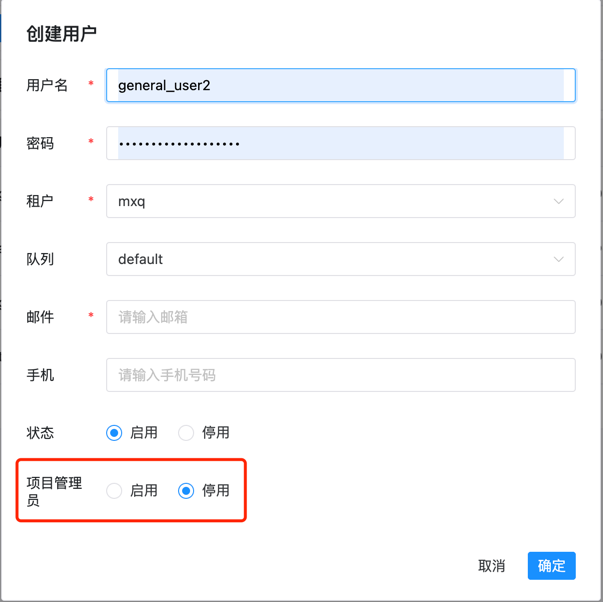 创建用户
用户名 * general_user2
密码 * •••••••••••••••••••
租户 * mxq
队列 default
邮件 * 请输入邮箱
手机 请输入手机号码
状态 启用 停用
项目管理
员 启用 停用
取消 确定